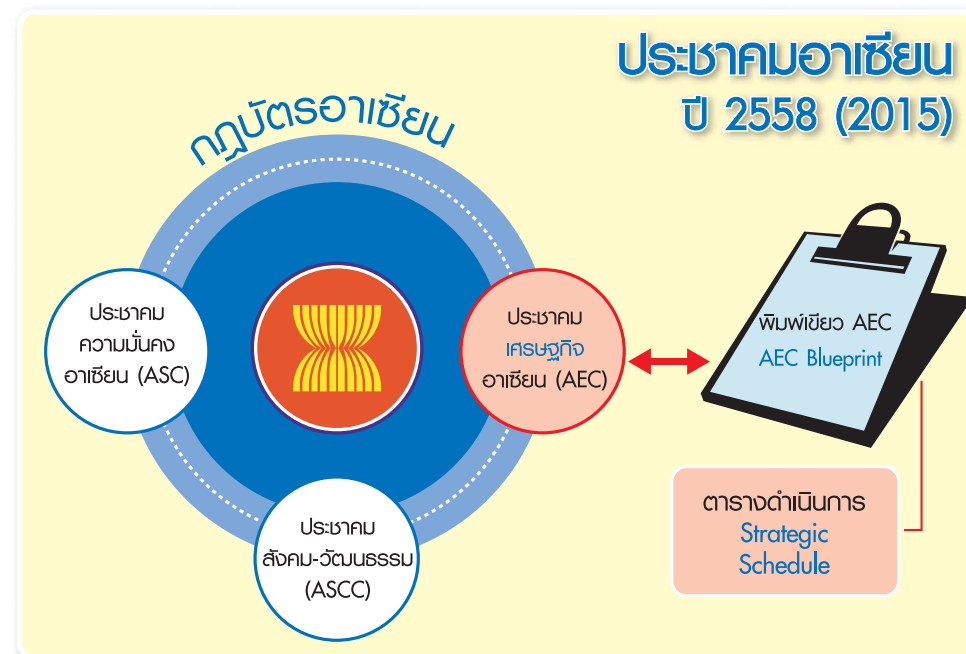 ประชาคมอาเซียน
ปี 2558 (2015)
กฎบัตรอาเซียน
ประชาคม
ความมั่นคง
อาเซียน (ASC)
ประชาคม
เศรษฐกิจ
อาเซียน (AEC)
พิมพ์เขียว AEC
AEC Blueprint
ประชาคม
สังคม-วัฒนธรรม
(ASCC)
ตารางดำเนินการ
Strategic
Schedule